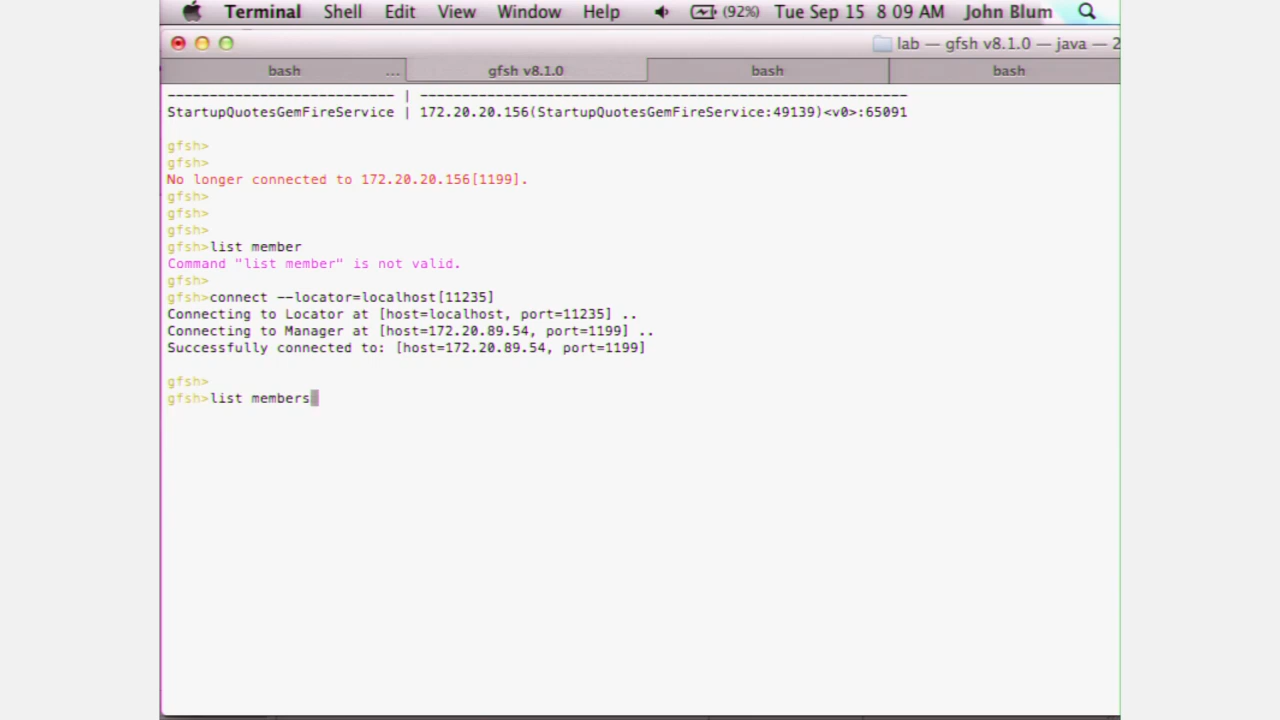 Terminal Shell Edit View Window Help (92%) Tue Sep 15 8 09 AM John Blum
lab — gfsh v8.1.0 — java — 2
bash ... gfsh v8.1.0 bash bash
--------------------------- | ----------------------------------------------------------
StartupQuotesGemFireService | 172.20.20.156(StartupQuotesGemFireService:49139)<v0>:65091
gfsh>
gfsh>
No longer connected to 172.20.20.156[1199].
gfsh>
gfsh>
gfsh>
gfsh>list member
Command "list member" is not valid.
gfsh>
gfsh>connect --locator=localhost[11235]
Connecting to Locator at [host=localhost, port=11235] ..
Connecting to Manager at [host=172.20.89.54, port=1199] ..
Successfully connected to: [host=172.20.89.54, port=1199]
gfsh>
gfsh>list members